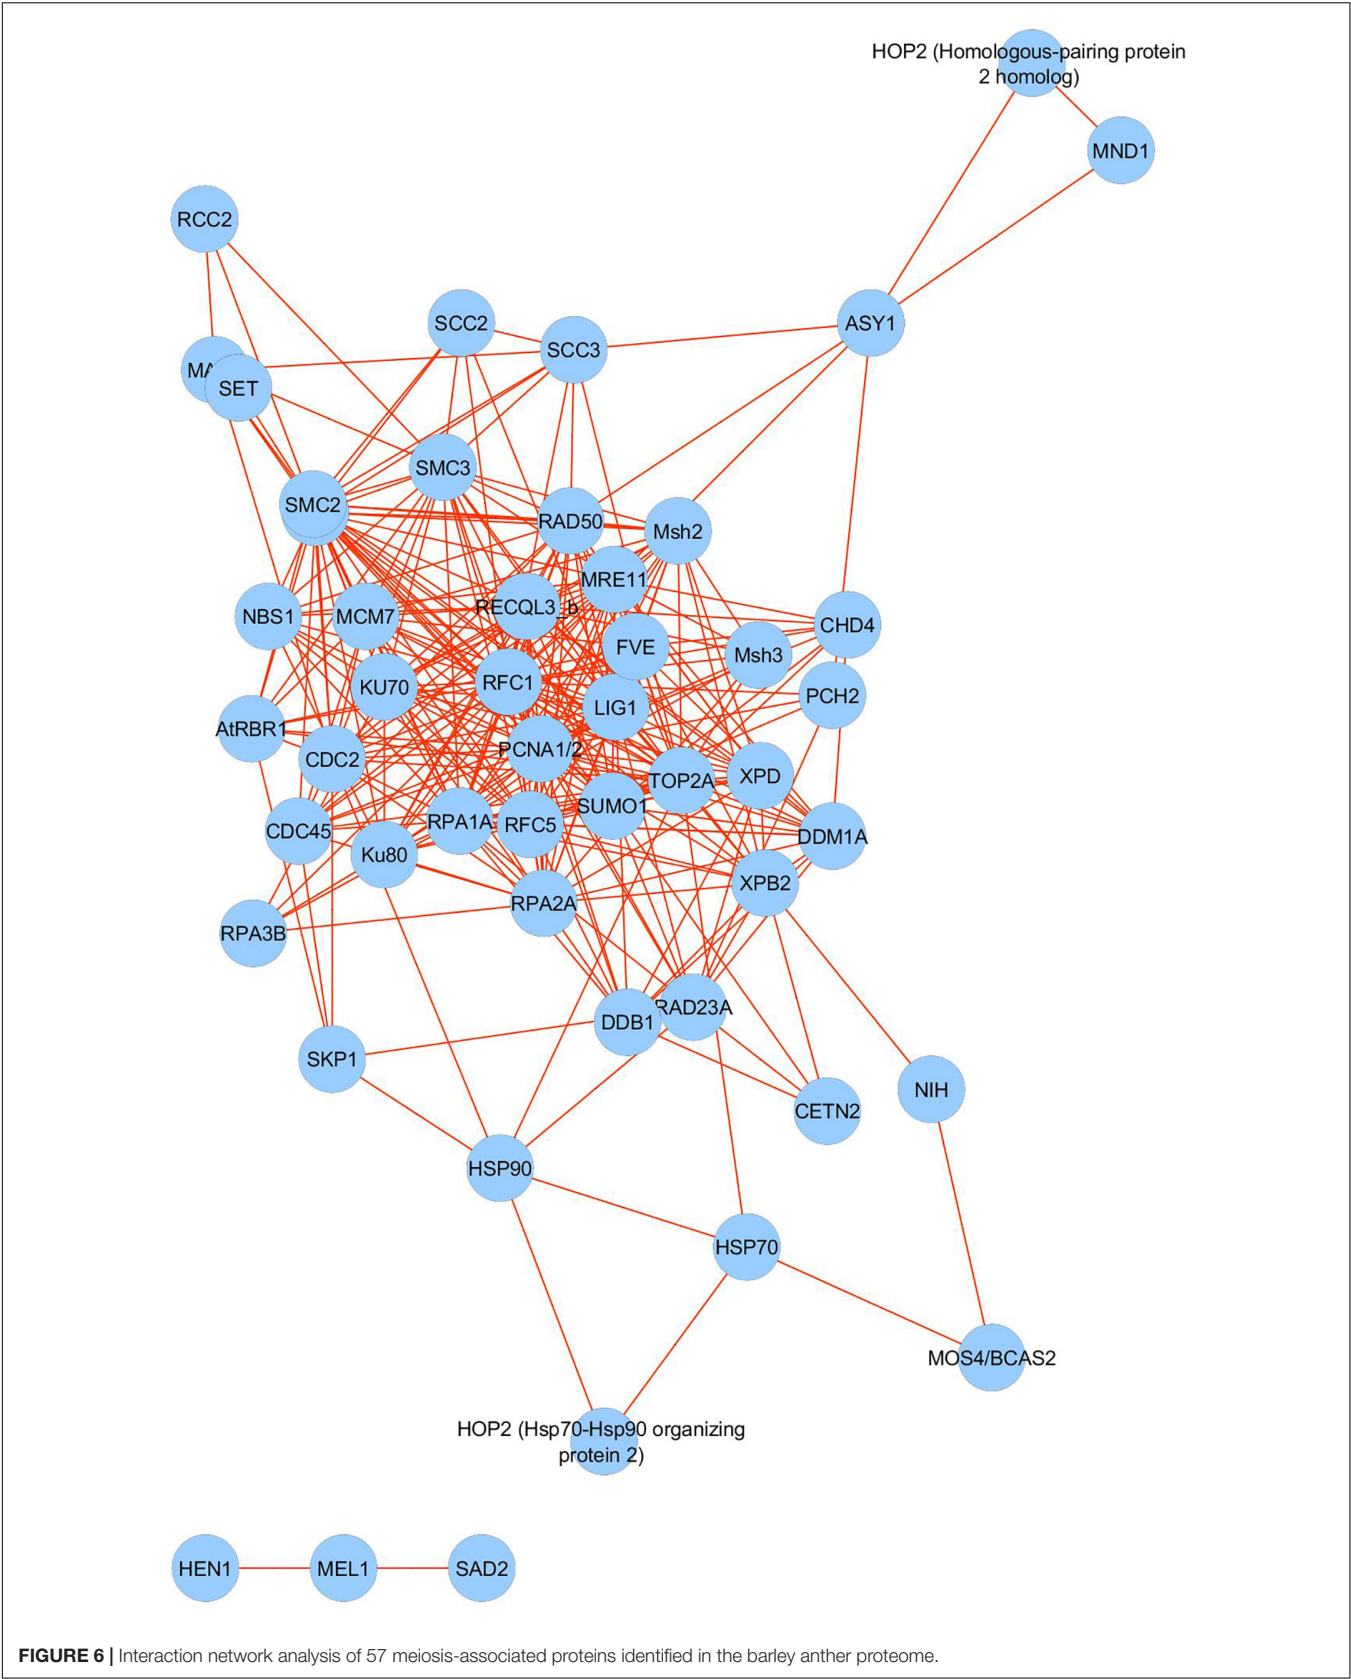 HOP2 (Homologous-pairing protein
2 homolog)
MND1
RCC2
SCC2
ASY1
SCC3
SET
SMC3
SMC2
RAD50
Msh2
MRE11
RECQL3_b
NBS1
MCM7
CHD4
FVE
Msh3
RFC1
KU70
PCH2
LIG1
AtRBR1
PCNA1/2
CDC2
TOP2A
XPD
SUMO1
RPA1A
RFC5
CDC45
DDM1A
Ku80
XPB2
RPA2A
RPA3B
RAD23A
DDB1
SKP1
NIH
CETN2
HSP90
HSP70
MOS4/BCAS2
HOP2 (Hsp70-Hsp90 organizing
protein 2)
HEN1
MEL1
SAD2
FIGURE 6 | Interaction network analysis of 57 meiosis-associated proteins identified in the barley anther proteome.